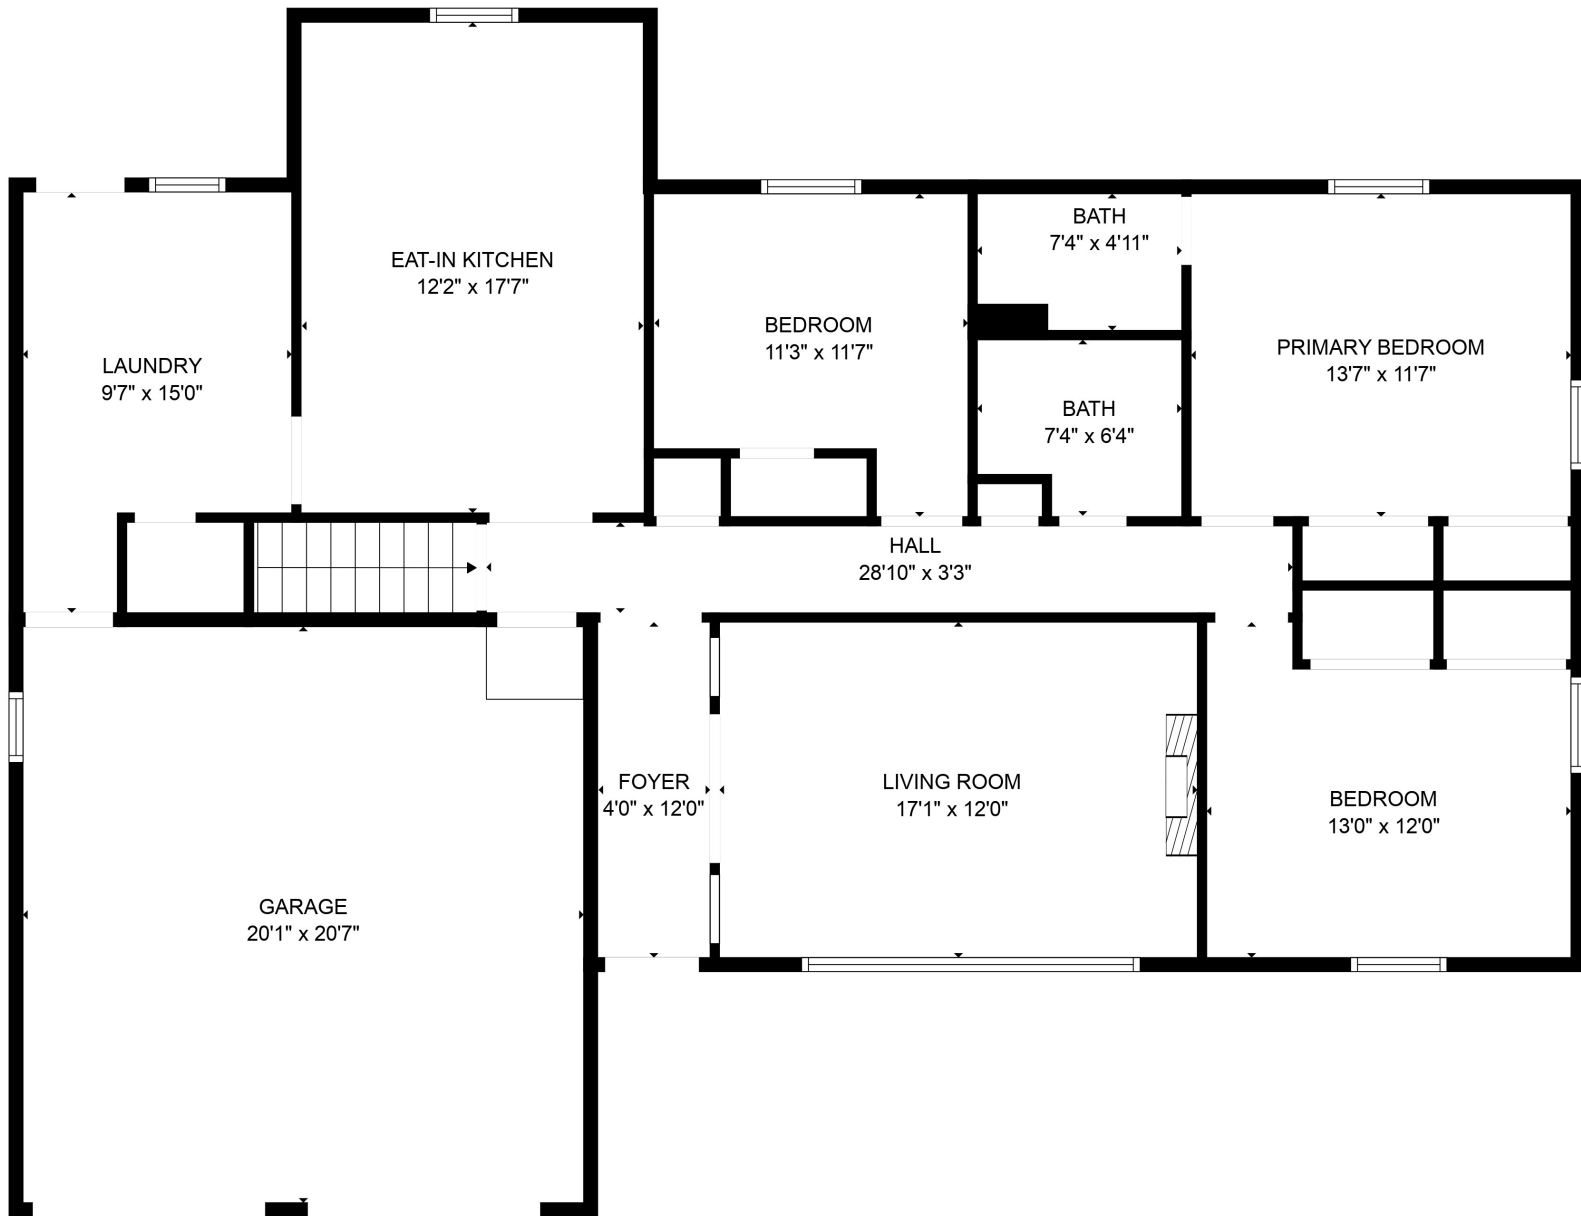 BATH
7'4" x 4'11"
EAT-IN KITCHEN
12'2" x 17'7"
BEDROOM
11'3" x 11'7"
PRIMARY BEDROOM
13'7" x 11'7"
LAUNDRY
9'7" x 15'0"
BATH
7'4" x 6'4"
HALL
28'10" x 3'3"
FOYER
4'0" x 12'0"
LIVING ROOM
17'1" x 12'0"
BEDROOM
13'0" x 12'0"
GARAGE
20'1" x 20'7"